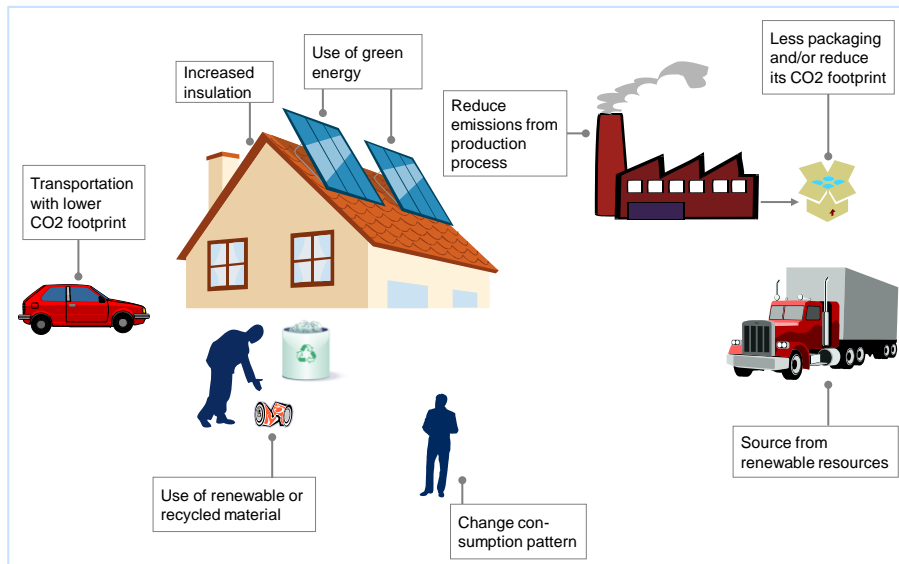 Use of green
energy
Increased
insulation
Less packaging
and/or reduce
its CO2 footprint
Reduce
emissions from
production
process
Transportation
with lower
CO2 footprint
Source from
renewable resources
Use of renewable or
recycled material
Change con-
sumption pattern